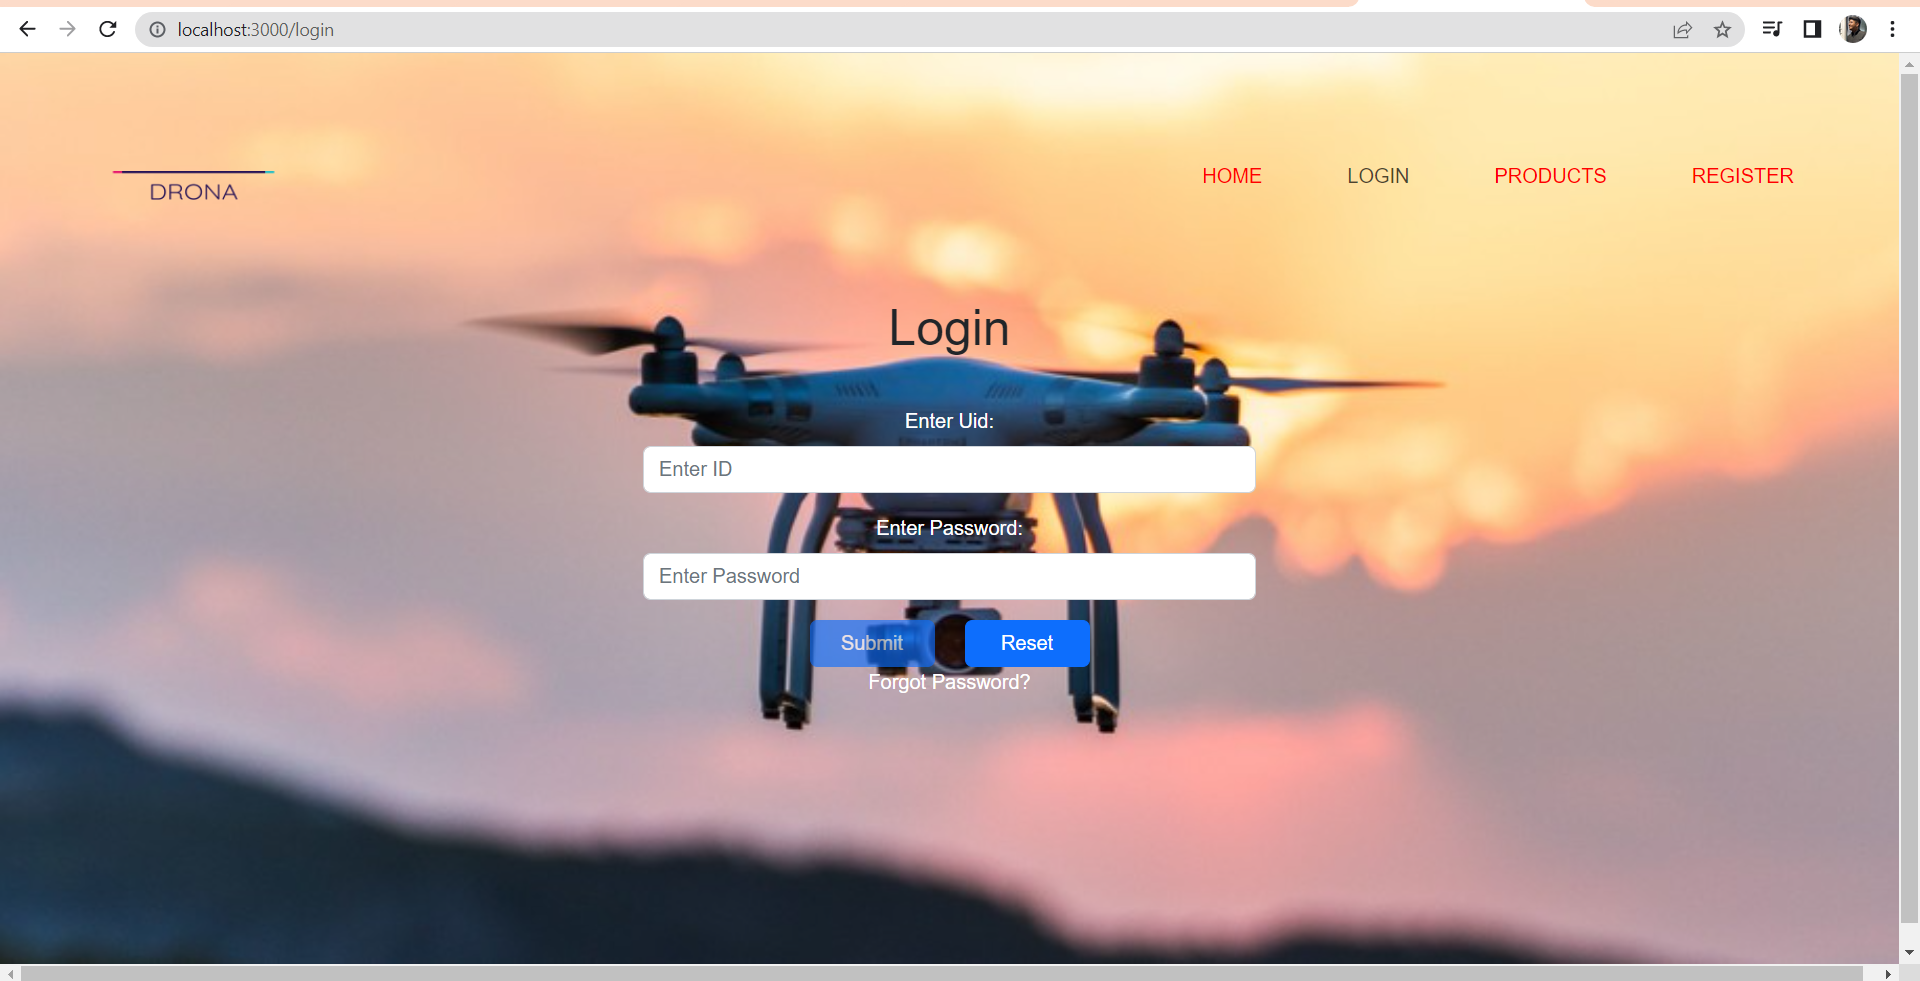 localhost:3000/login
DRONA
HOME LOGIN PRODUCTS REGISTER
Login
Enter Uid:
Enter ID
Enter Password:
Enter Password
Submit Reset
Forgot Password?